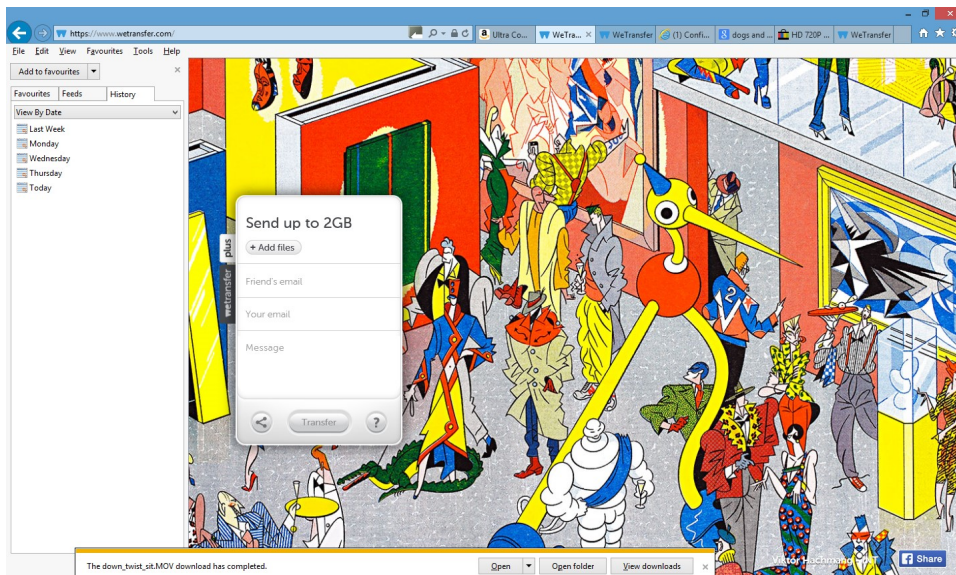 https://www.wetransfer.com/
Ultra Co...
WeTra...
WeTransfer
(1) Confi...
dogs and ...
HD 720P ...
WeTransfer
File Edit View Favourites Tools Help
Add to favourites
Favourites Feeds History
View By Date
Last Week
Monday
Wednesday
Thursday
Today
Send up to 2GB
+ Add files
Friend's email
Your email
Message
Transfer
?
plus
wetransfer
Viktor Hachmang
Share
The down_twist_sit.MOV download has completed.
Open
Open folder
View downloads